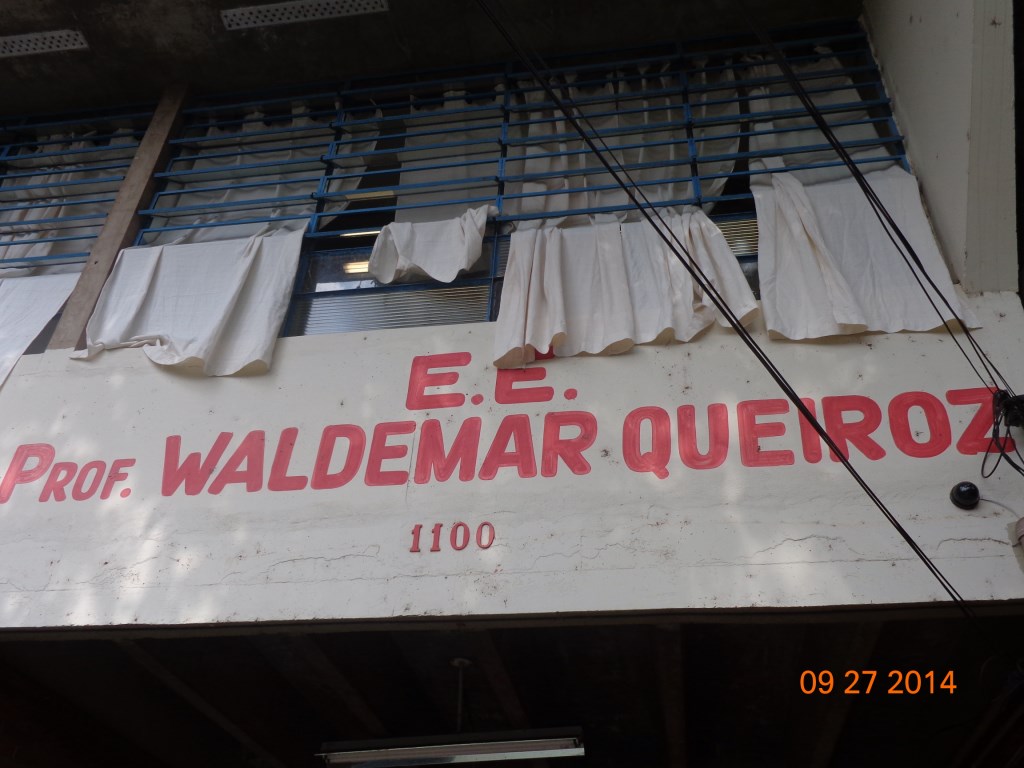 E.E.
PROF. WALDEMAR QUEIROZ
1100
09 27 2014